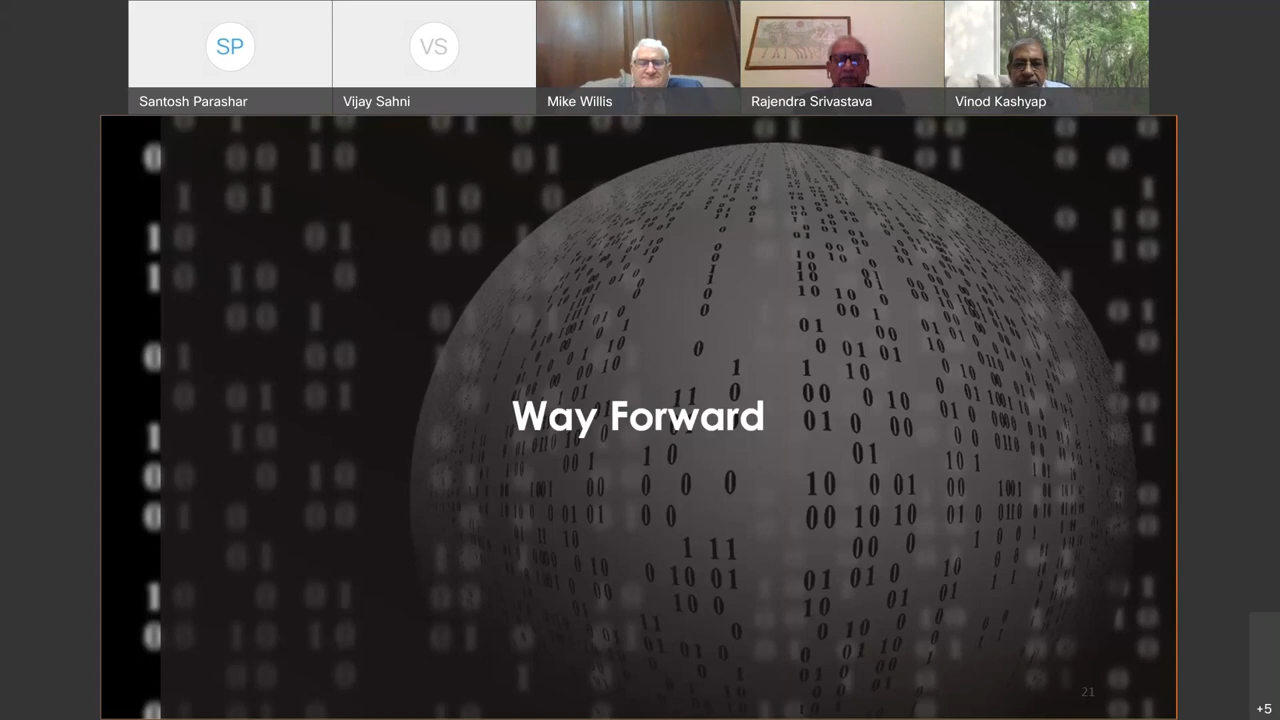 SP
VS
Santosh Parashar
Vijay Sahni
Mike Willis
Rajendra Srivastava
Vinod Kashyap
Way Forward
21
+5